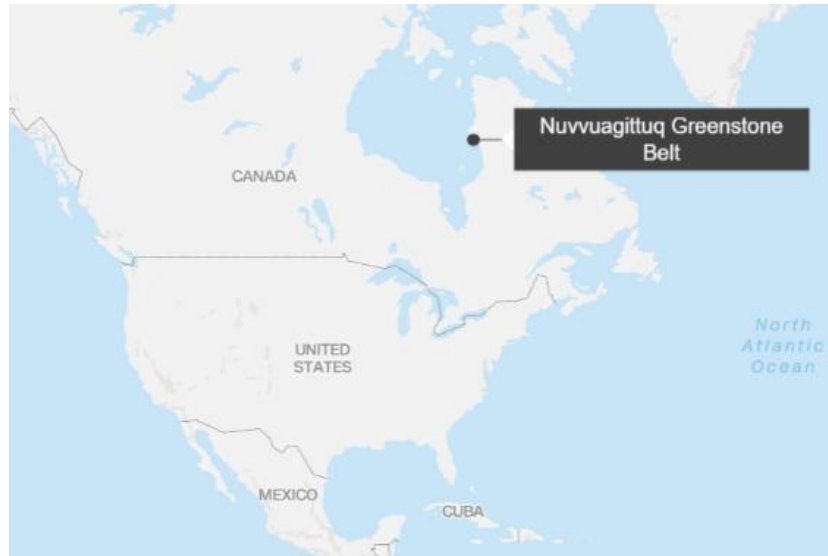 Nuvvuagittuq Greenstone
Belt
CANADA
North
Atlantic
Ocean
UNITED
STATES
MEXICO
CUBA